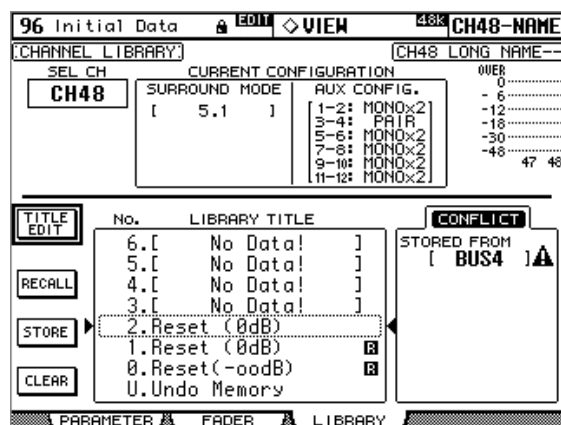 96 Initial Data EDIT ◇VIEW 48K CH48-NAME
CHANNEL LIBRARY CH48 LONG NAME--
SEL CH CURRENT CONFIGURATION OVER
CH48
SURROUND MODE
[ 5.1 ]
AUX CONFIG.
1-2: MONO×2
3-4: PAIR
5-6: MONO×2
7-8: MONO×2
9-10: MONO×2
11-12: MONO×2
0
-6
-12
-18
-30
-48
47 48
TITLE EDIT
RECALL
STORE
CLEAR
No. LIBRARY TITLE
6.[ No Data! ]
5.[ No Data! ]
4.[ No Data! ]
3.[ No Data! ]
2.Reset (0dB)
1.Reset (0dB) R
0.Reset(-oodB) R
U.Undo Memory
CONFLICT
STORED FROM
[ BUS4 ]
PARAMETER FADER LIBRARY